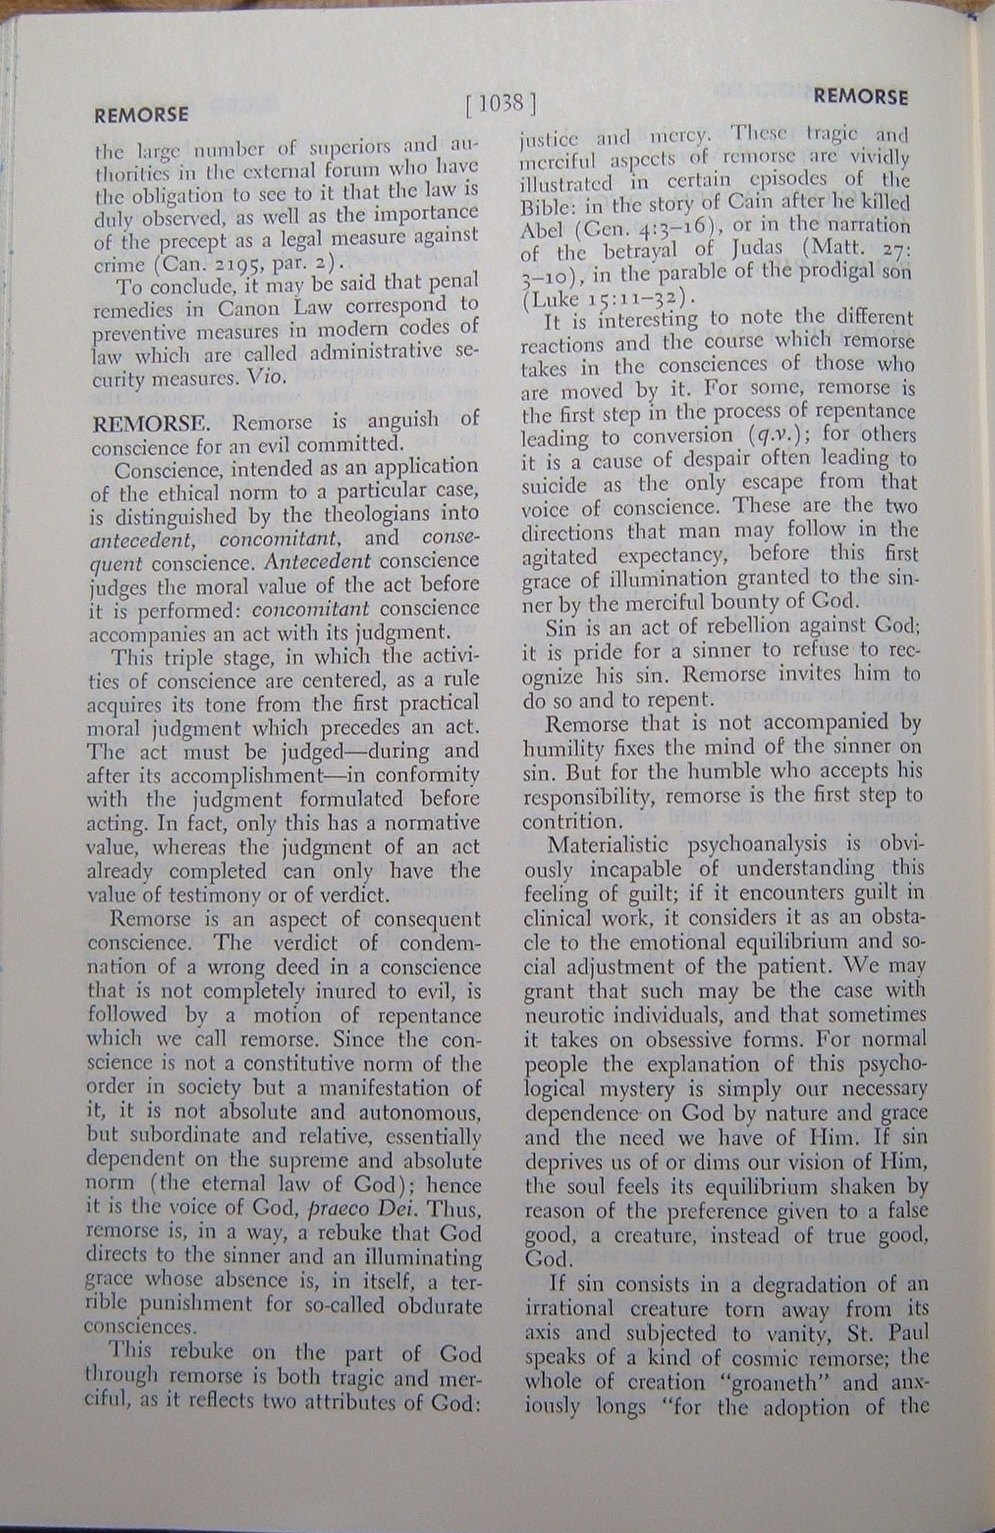 REMORSE
[ 1038 ]
REMORSE
the large number of superiors and au-
thorities in the external forum who have
the obligation to see to it that the law is
duly observed, as well as the importance
of the precept as a legal measure against
crime (Can. 2195, par. 2).
To conclude, it may be said that penal
remedies in Canon Law correspond to
preventive measures in modern codes of
law which are called administrative se-
curity measures. Vio.
REMORSE. Remorse is anguish of
conscience for an evil committed.
Conscience, intended as an application
of the ethical norm to a particular case,
is distinguished by the theologians into
antecedent, concomitant, and conse-
quent conscience. Antecedent conscience
judges the moral value of the act before
it is performed: concomitant conscience
accompanies an act with its judgment.
This triple stage, in which the activi-
ties of conscience are centered, as a rule
acquires its tone from the first practical
moral judgment which precedes an act.
The act must be judged—during and
after its accomplishment—in conformity
with the judgment formulated before
acting. In fact, only this has a normative
value, whereas the judgment of an act
already completed can only have the
value of testimony or of verdict.
Remorse is an aspect of consequent
conscience. The verdict of condem-
nation of a wrong deed in a conscience
that is not completely inured to evil, is
followed by a motion of repentance
which we call remorse. Since the con-
science is not a constitutive norm of the
order in society but a manifestation of
it, it is not absolute and autonomous,
but subordinate and relative, essentially
dependent on the supreme and absolute
norm (the eternal law of God); hence
it is the voice of God, praeco Dei. Thus,
remorse is, in a way, a rebuke that God
directs to the sinner and an illuminating
grace whose absence is, in itself, a ter-
rible punishment for so-called obdurate
consciences.
This rebuke on the part of God
through remorse is both tragic and mer-
ciful, as it reflects two attributes of God:
justice and mercy. These tragic and
merciful aspects of remorse are vividly
illustrated in certain episodes of the
Bible: in the story of Cain after he killed
Abel (Gen. 4:3–16), or in the narration
of the betrayal of Judas (Matt. 27:
3–10), in the parable of the prodigal son
(Luke 15:11–32).
It is interesting to note the different
reactions and the course which remorse
takes in the consciences of those who
are moved by it. For some, remorse is
the first step in the process of repentance
leading to conversion (q.v.); for others
it is a cause of despair often leading to
suicide as the only escape from that
voice of conscience. These are the two
directions that man may follow in the
agitated expectancy, before this first
grace of illumination granted to the sin-
ner by the merciful bounty of God.
Sin is an act of rebellion against God;
it is pride for a sinner to refuse to rec-
ognize his sin. Remorse invites him to
do so and to repent.
Remorse that is not accompanied by
humility fixes the mind of the sinner on
sin. But for the humble who accepts his
responsibility, remorse is the first step to
contrition.
Materialistic psychoanalysis is obvi-
ously incapable of understanding this
feeling of guilt; if it encounters guilt in
clinical work, it considers it as an obsta-
cle to the emotional equilibrium and so-
cial adjustment of the patient. We may
grant that such may be the case with
neurotic individuals, and that sometimes
it takes on obsessive forms. For normal
people the explanation of this psycho-
logical mystery is simply our necessary
dependence on God by nature and grace
and the need we have of Him. If sin
deprives us of or dims our vision of Him,
the soul feels its equilibrium shaken by
reason of the preference given to a false
good, a creature, instead of true good,
God.
If sin consists in a degradation of an
irrational creature torn away from its
axis and subjected to vanity, St. Paul
speaks of a kind of cosmic remorse; the
whole of creation “groaneth” and anx-
iously longs “for the adoption of the